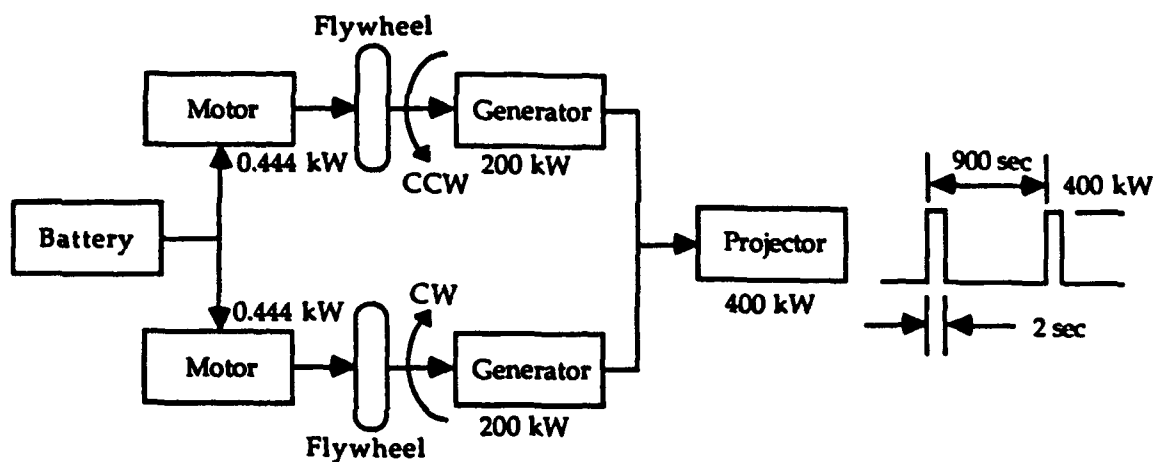 Flywheel
Motor
Generator
0.444 kW
CCW
200 kW
900 sec
400 kW
Battery
Projector
400 kW
0.444 kW
CW
2 sec
Motor
Generator
200 kW
Flywheel